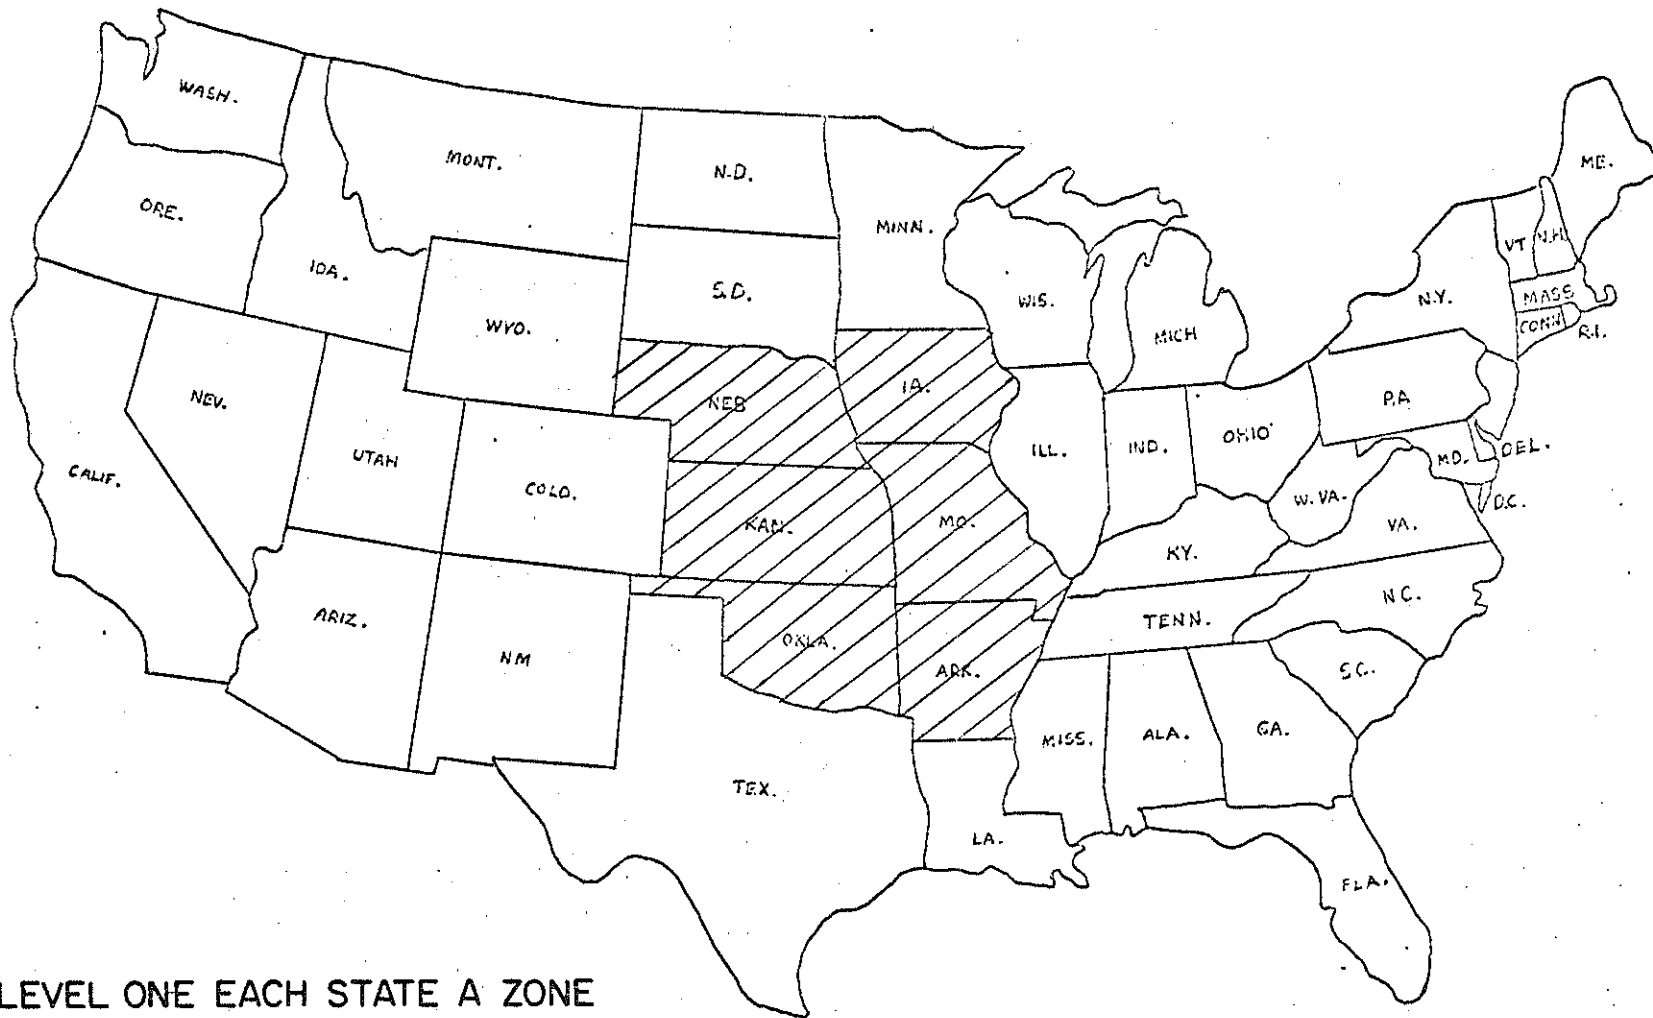 WASH.
MONT.
N.D.
MINN.
ME.
ORE.
IDA.
WYO.
S.D.
WIS.
MICH
N.Y.
VT
N.H.
MASS
CONN
R.I.
NEV.
UTAH
COLO.
NEB
IA.
ILL.
IND.
OHIO
PA
MD.
DEL.
D.C.
CALIF.
KAN.
MO.
KY.
W.VA.
VA.
ARIZ.
NM
OKLA.
ARK.
TENN.
NC.
S.C.
TEX.
LA.
MISS.
ALA.
GA.
FLA.
LEVEL ONE EACH STATE A ZONE